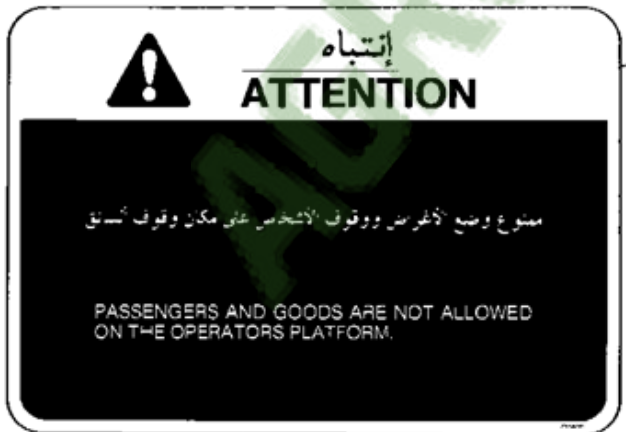 إنتباه
ATTENTION
ممنوع وضع الأغراض ووقوف الأشخاص على مكان وقوف السائق
PASSENGERS AND GOODS ARE NOT ALLOWED
ON THE OPERATORS PLATFORM.